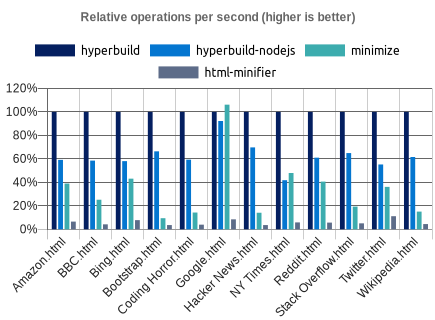 Relative operations per second (higher is better)
hyperbuild hyperbuild-nodejs minimize
html-minifier
120%
100%
80%
60%
40%
20%
0%
Amazon.html
BBC.html
Bing.html
Bootstrap.html
Coding Horror.html
Google.html
Hacker News.html
NY Times.html
Reddit.html
Stack Overflow.html
Twitter.html
Wikipedia.html